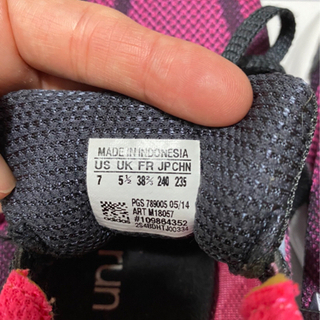 MADE IN INDONESIA
US UK FR JP CHN
7 5½ 38⅔ 240 235
PGS 789005 05/14
ART M18057
#109864352
2S4BDHTJ00334
run